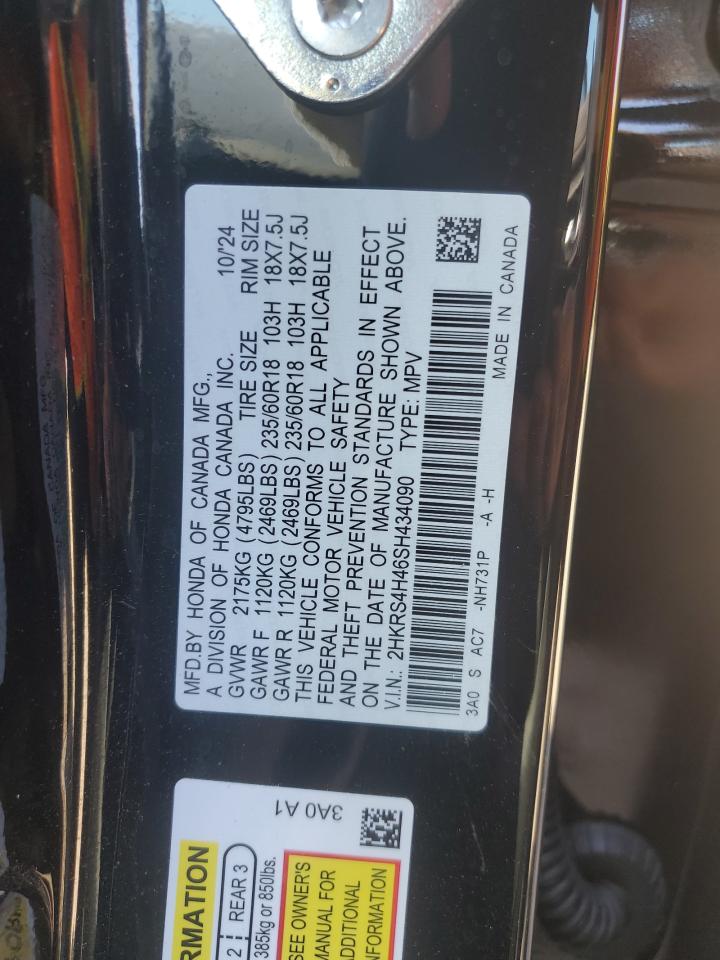 MFD.BY HONDA OF CANADA MFG., 10/'24
A DIVISION OF HONDA CANADA INC.
GVWR 2175KG (4795LBS) TIRE SIZE RIM SIZE
GAWR F 1120KG (2469LBS) 235/60R18 103H 18X7.5J
GAWR R 1120KG (2469LBS) 235/60R18 103H 18X7.5J
THIS VEHICLE CONFORMS TO ALL APPLICABLE
FEDERAL MOTOR VEHICLE SAFETY
AND THEFT PREVENTION STANDARDS IN EFFECT
ON THE DATE OF MANUFACTURE SHOWN ABOVE.
V.I.N.: 2HKRS4H46SH434090 TYPE: MPV
3A0 S AC7 -NH731P -A -H
MADE IN CANADA
3A0 A1
RMATION
2 REAR 3
385kg or 850lbs.
SEE OWNER'S
MANUAL FOR
ADDITIONAL
NFORMATION